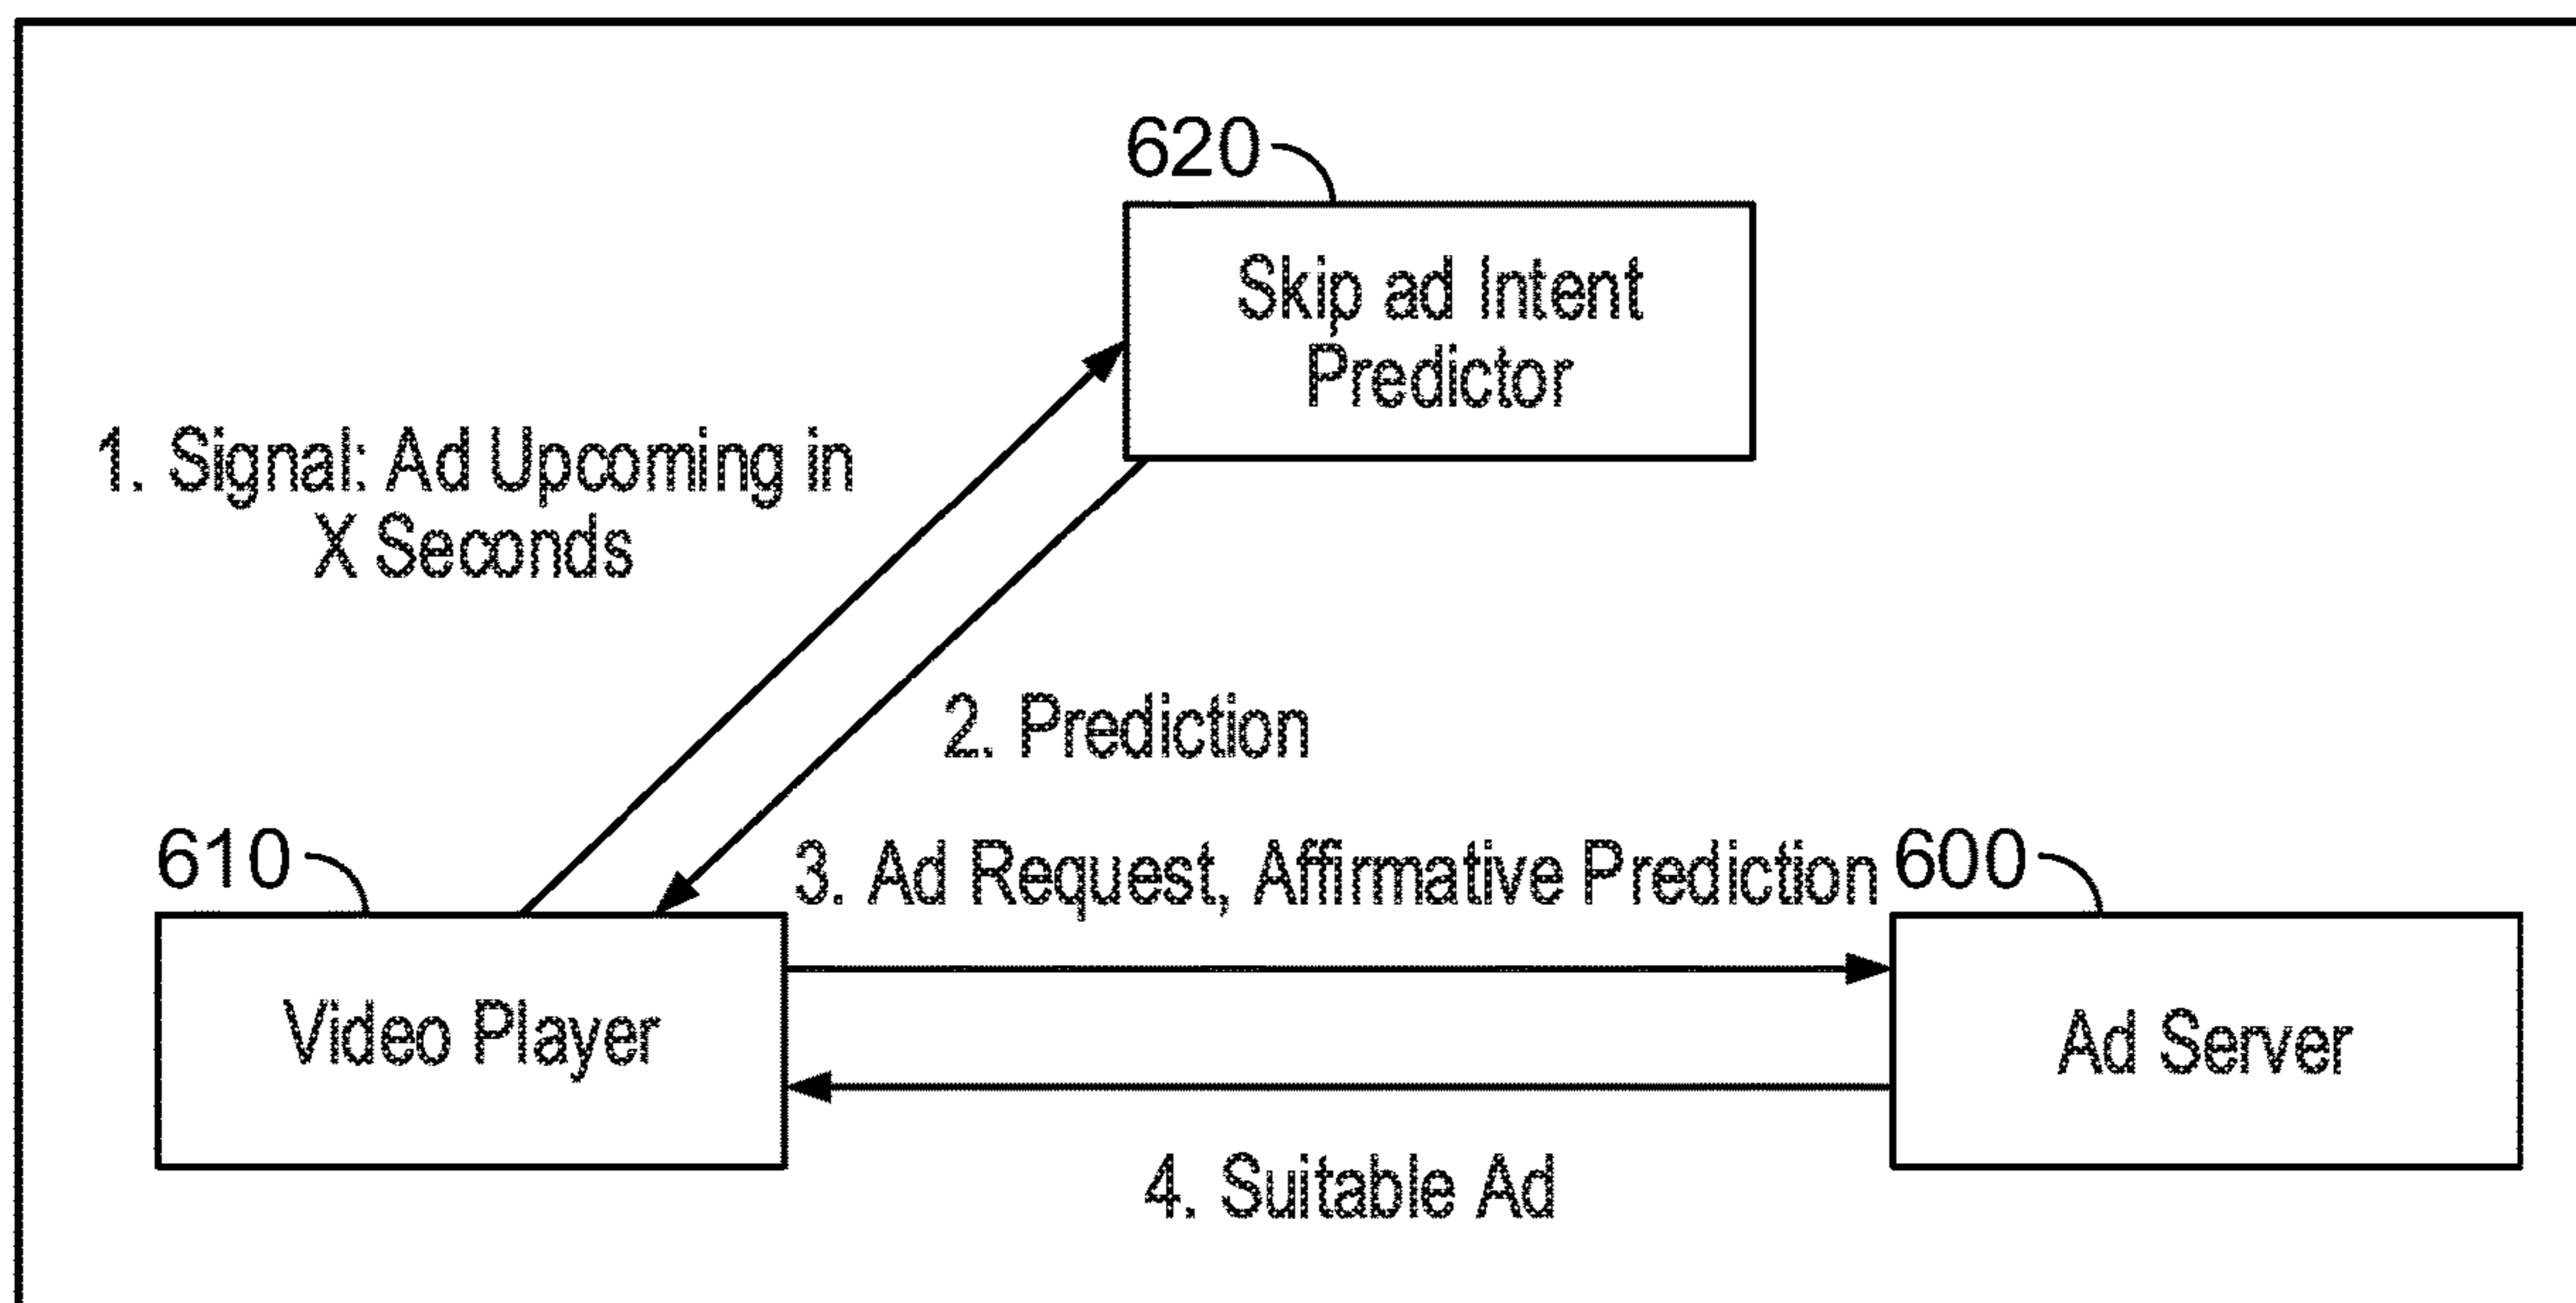 620
Skip ad Intent
Predictor
1. Signal: Ad Upcoming in
X Seconds
2. Prediction
610
3. Ad Request, Affirmative Prediction
600
Video Player
Ad Server
4. Suitable Ad